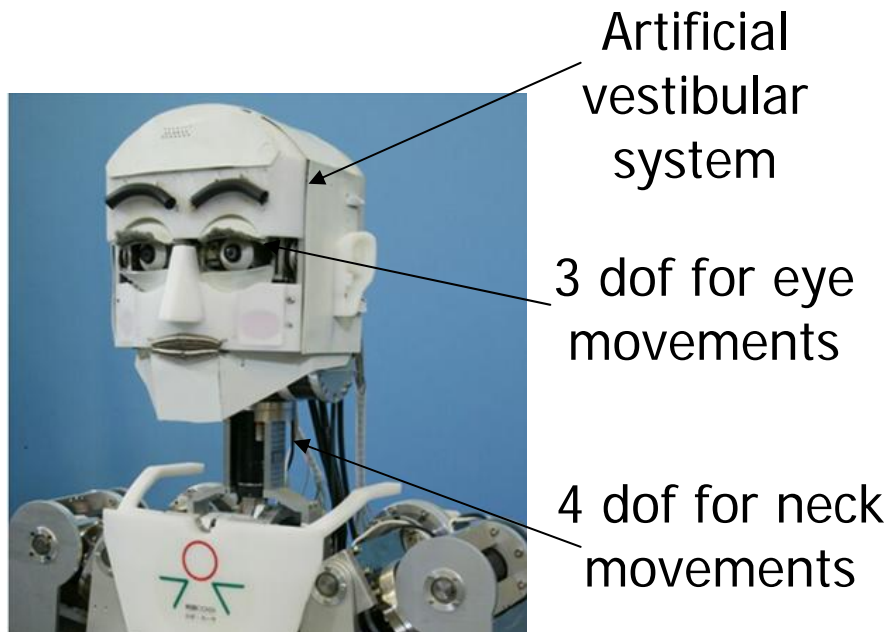 Artificial
vestibular
system
3 dof for eye
movements
4 dof for neck
movements